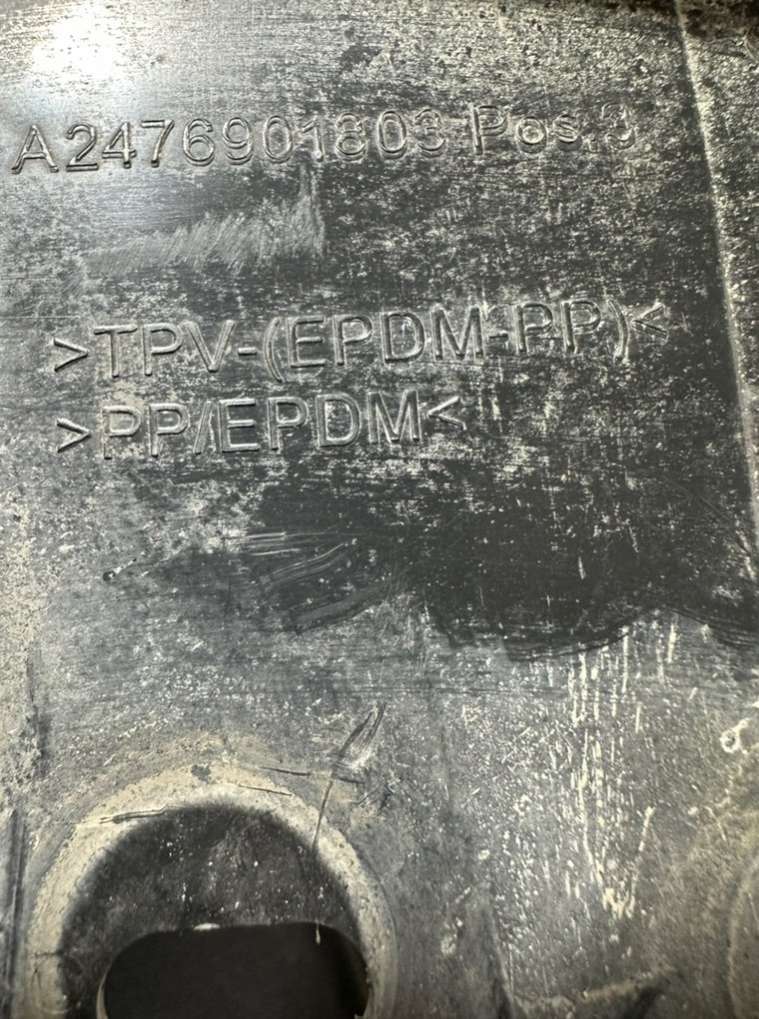 A2476901803 Pos.3
>TPV-(EPDM-PP)<
>PP/EPDM<